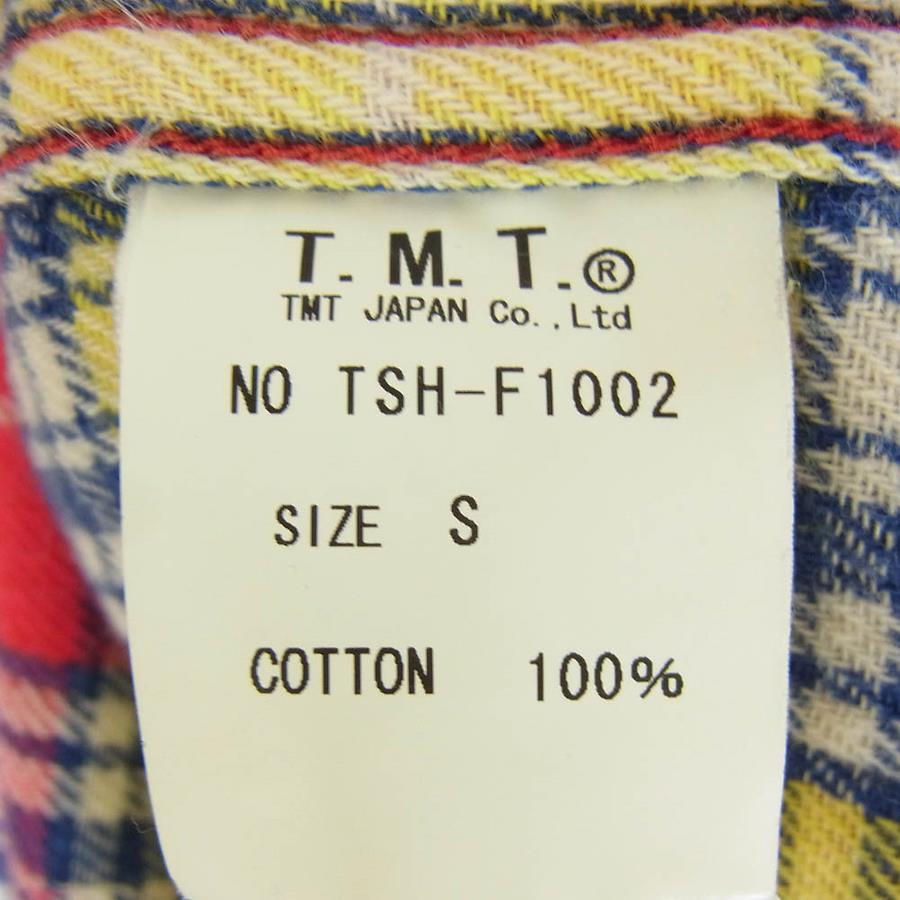 T. M. T.®
TMT JAPAN Co.,Ltd
NO TSH-F1002
SIZE S
COTTON 100%